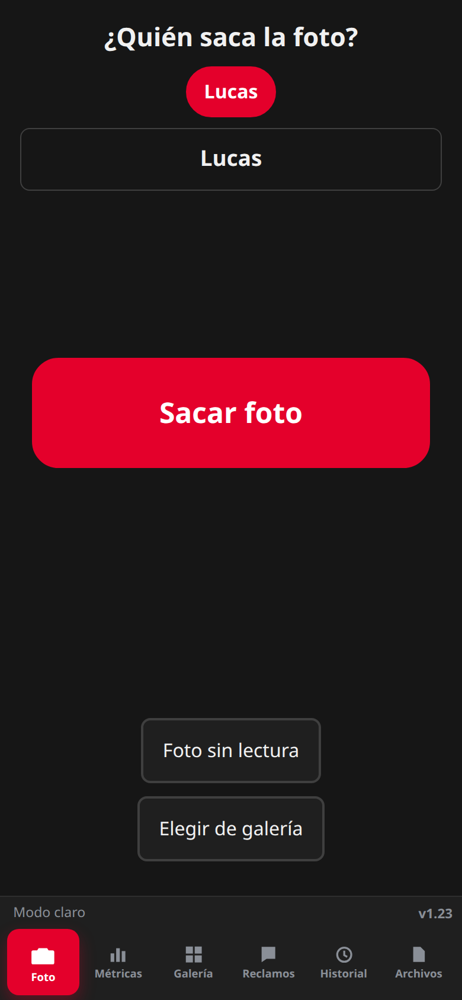 ¿Quién saca la foto?
Lucas
Lucas
Sacar foto
Foto sin lectura
Elegir de galería
Modo claro
v1.23
Foto
Métricas
Galería
Reclamos
Historial
Archivos